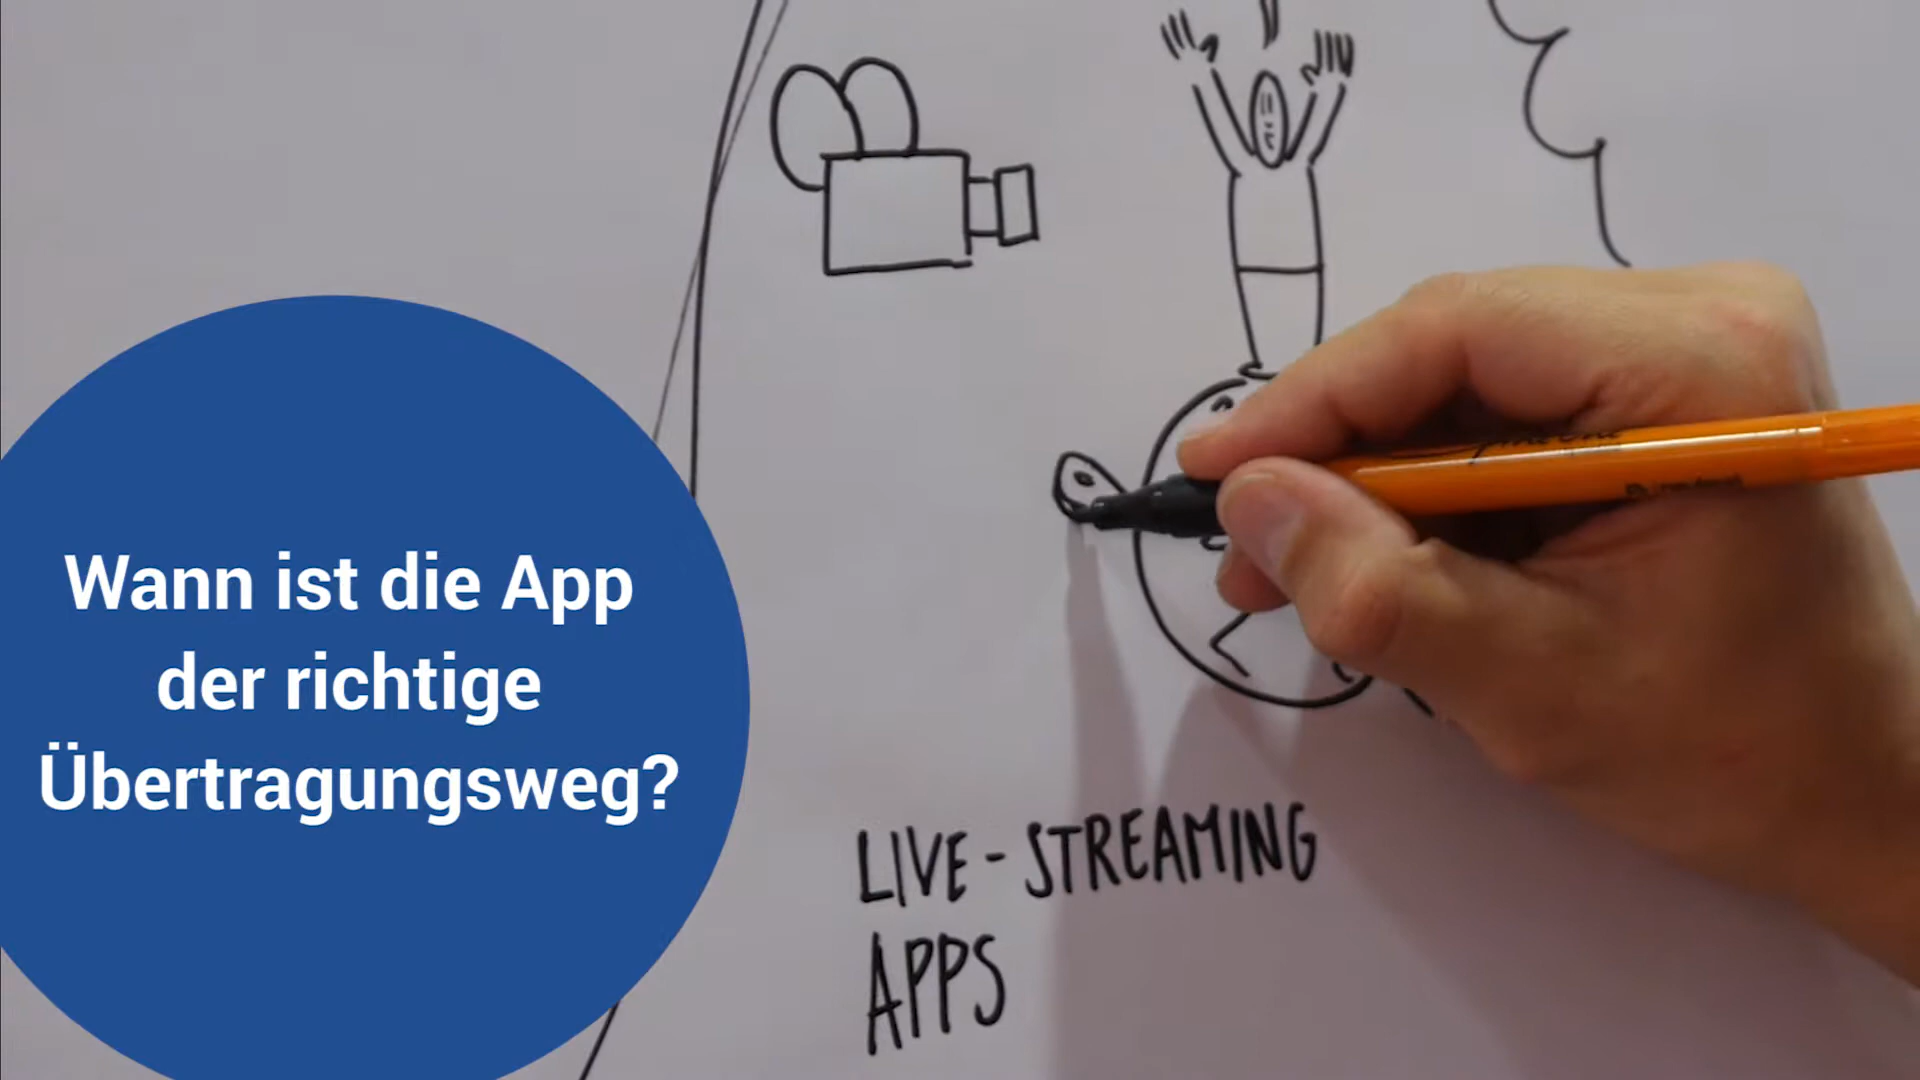 Wann ist die App
der richtige
Übertragungsweg?
LIVE-STREAMING
APPS